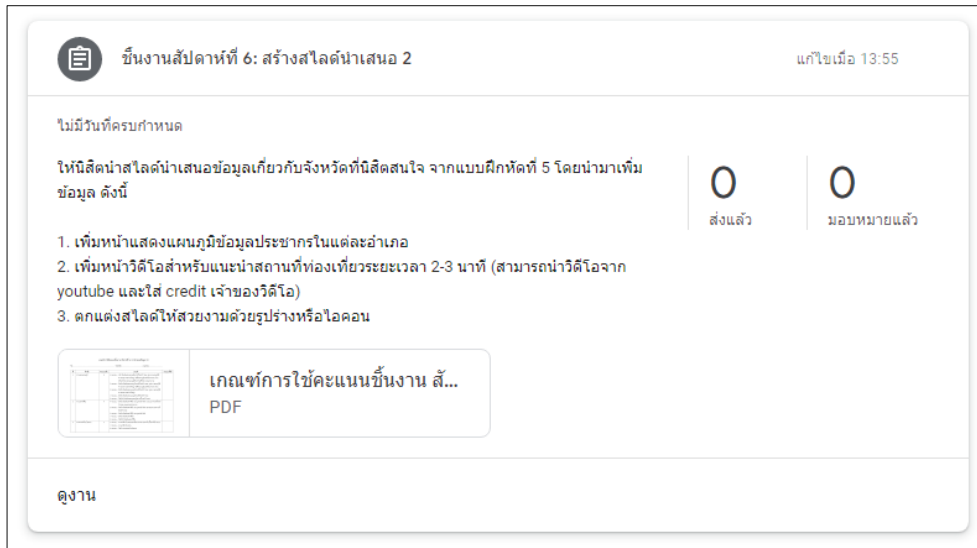 ชิ้นงานสัปดาห์ที่ 6: สร้างสไลด์นำเสนอ 2
แก้ไขเมื่อ 13:55
ไม่มีวันที่ครบกำหนด
ให้นิสิตนำสไลด์นำเสนอข้อมูลเกี่ยวกับจังหวัดที่นิสิตสนใจ จากแบบฝึกหัดที่ 5 โดยนำมาเพิ่ม
ข้อมูล ดังนี้
0
ส่งแล้ว
0
มอบหมายแล้ว
1. เพิ่มหน้าแสดงแผนภูมิข้อมูลประชากรในแต่ละอำเภอ
2. เพิ่มหน้าวิดีโอสำหรับแนะนำสถานที่ท่องเที่ยวระยะเวลา 2-3 นาที (สามารถนำวิดีโอจาก
youtube และใส่ credit เจ้าของวิดีโอ)
3. ตกแต่งสไลด์ให้สวยงามด้วยรูปร่างหรือไอคอน
เกณฑ์การใช้คะแนนชิ้นงาน สั...
PDF
ดูงาน